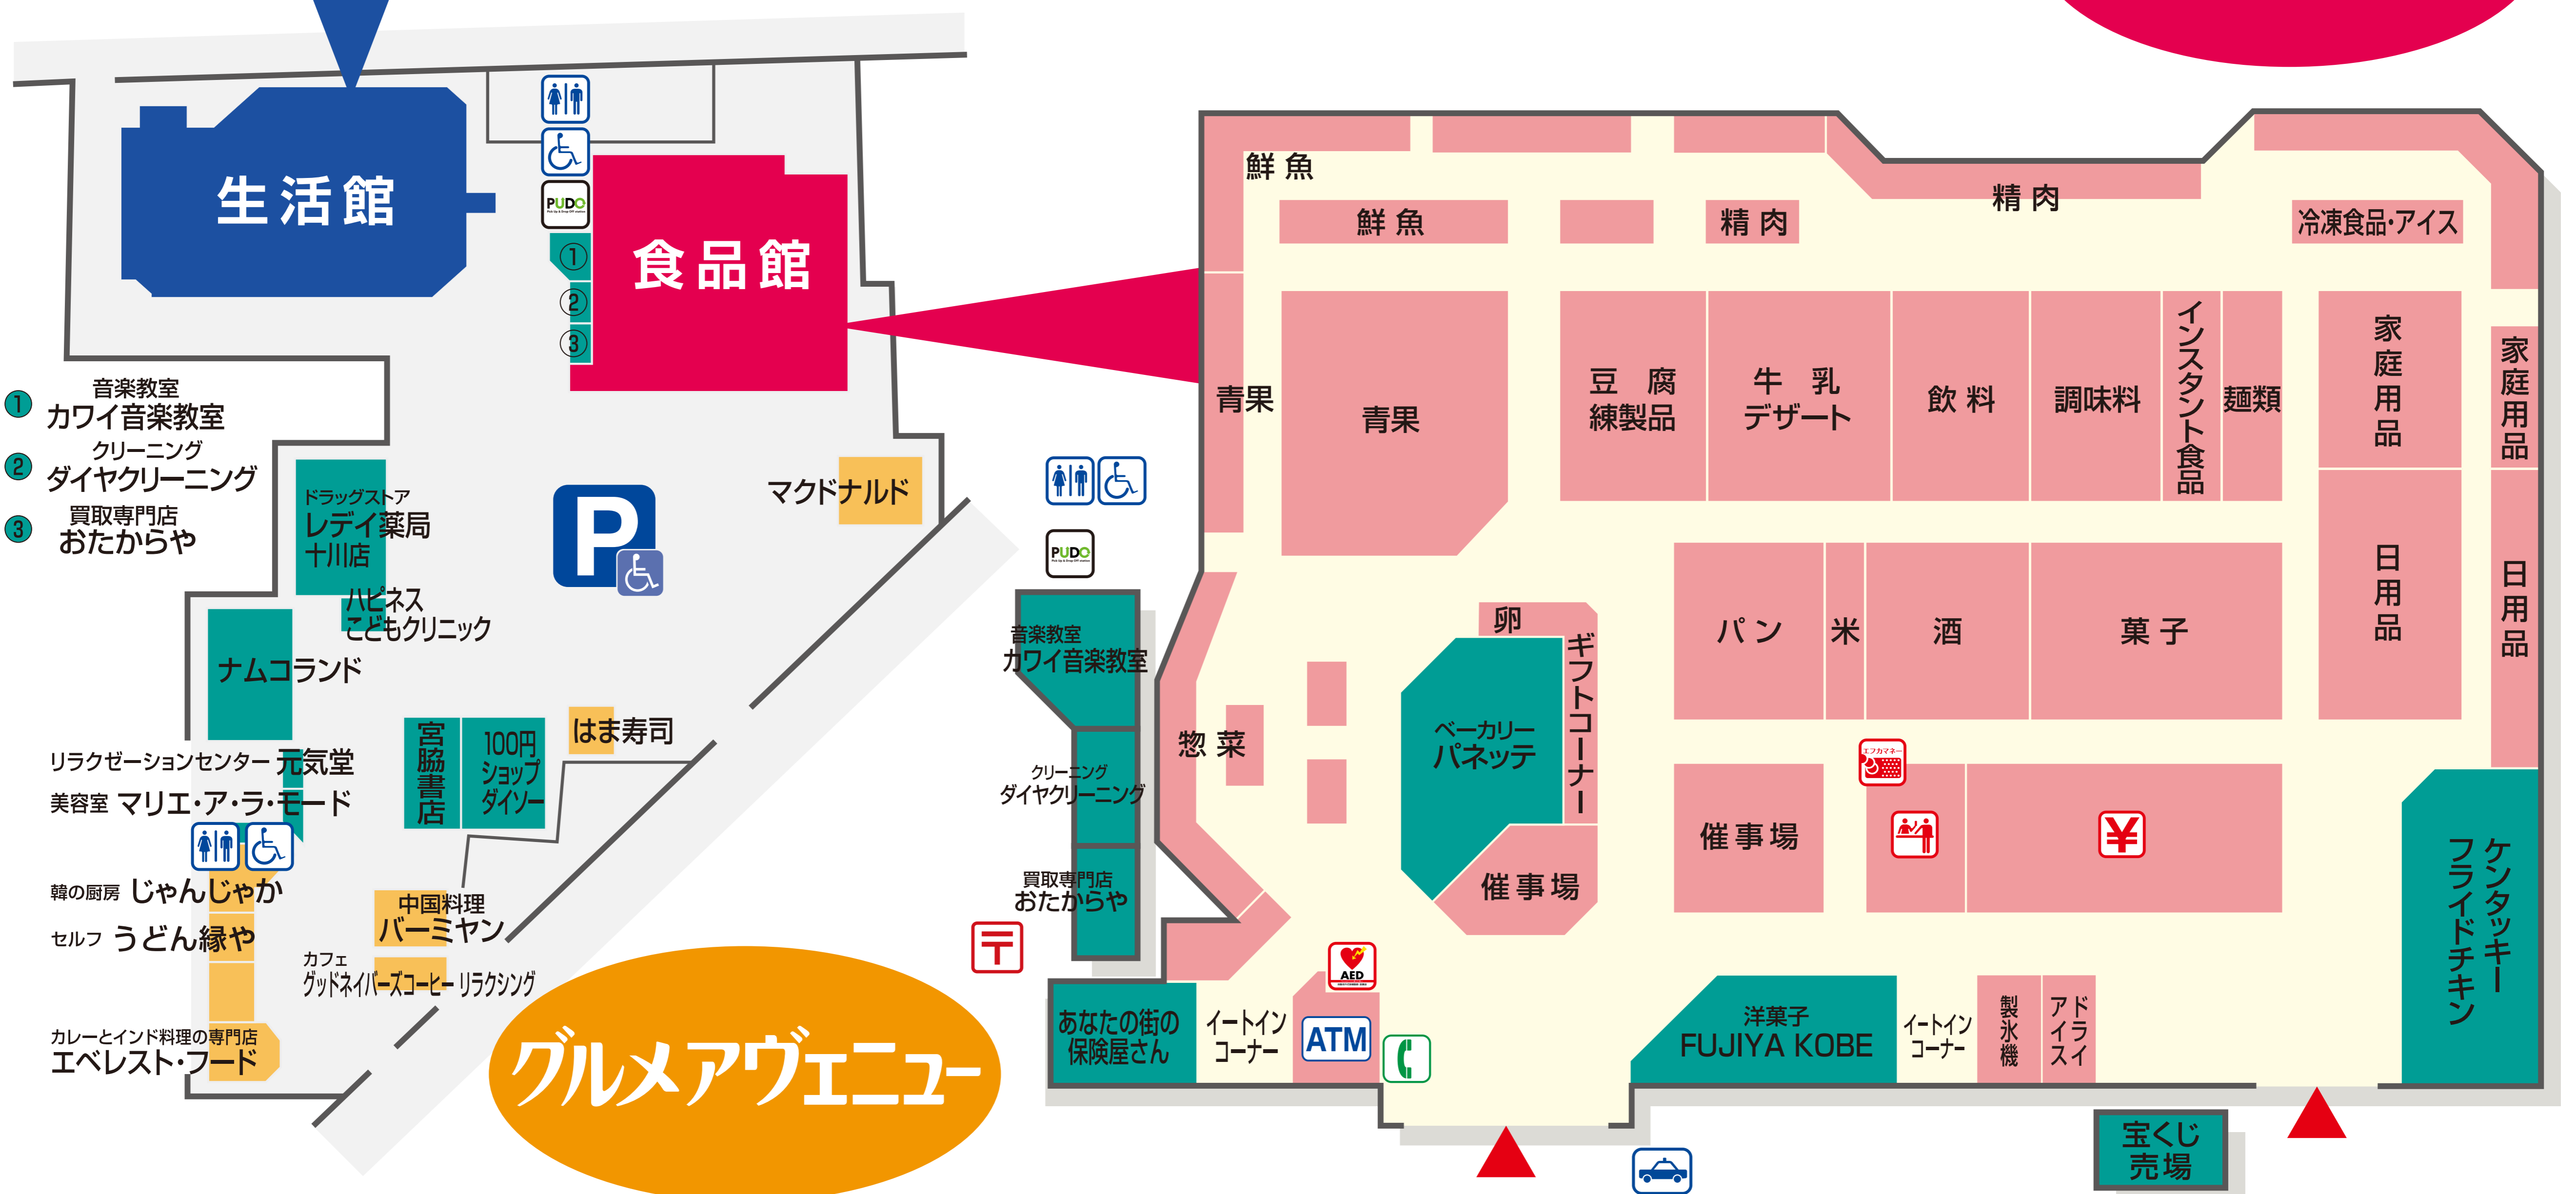 生活館
PUDO
①
②
③
食品館
1
音楽教室
カワイ音楽教室
2
クリーニング
ダイヤクリーニング
3
買取専門店
おたからや
ドラッグストア
レデイ薬局
十川店
ハピネス
こどもクリニック
ナムコランド
P
マクドナルド
はま寿司
宮脇書店
100円
ショップ
ダイソー
リラクゼーションセンター 元気堂
美容室 マリエ・ア・ラ・モード
韓の厨房 じゃんじゃか
セルフ うどん縁や
カレーとインド料理の専門店
エベレスト・フード
中国料理
バーミヤン
カフェ
グッドネイバーズコーヒー リラクシング
グルメアヴェニュー
PUDO
音楽教室
カワイ音楽教室
クリーニング
ダイヤクリーニング
買取専門店
おたからや
〒
あなたの街の
保険屋さん
イートイン
コーナー
AED
ATM
鮮魚
鮮魚
精肉
精肉
冷凍食品・アイス
青果
青果
豆腐
練製品
牛乳
デザート
飲料
調味料
インスタント食品
麺類
家庭用品
家庭用品
卵
ギフトコーナー
ベーカリー
パネッテ
惣菜
催事場
パン
米
酒
菓子
日用品
日用品
催事場
エフカマネー
¥
洋菓子
FUJIYA KOBE
イートイン
コーナー
製氷機
ドライ
アイス
ケンタッキー
フライドチキン
宝くじ
売場